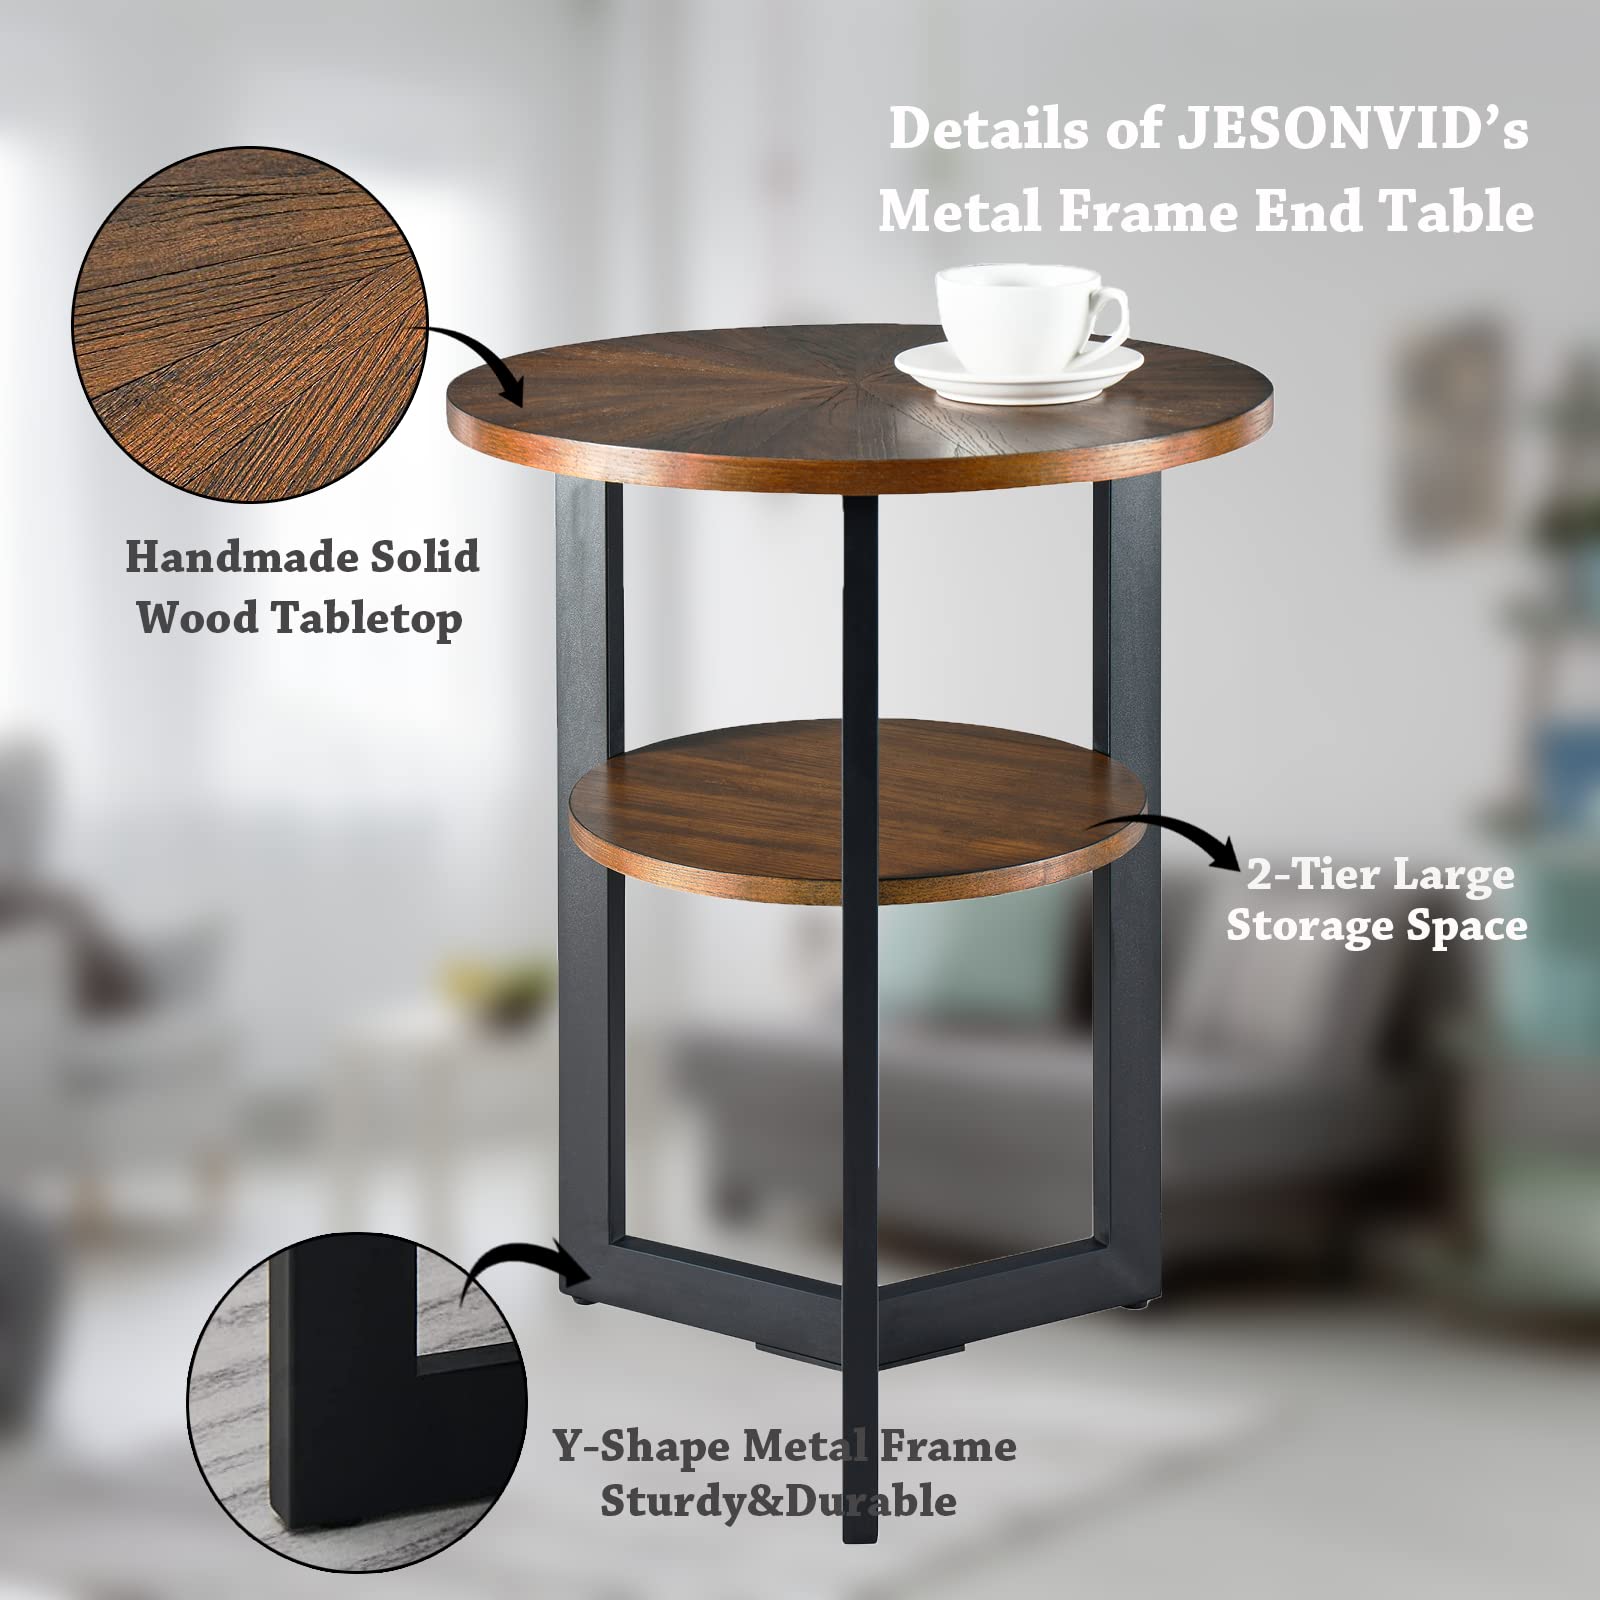 Details of JESONVID’s
Metal Frame End Table
Handmade Solid
Wood Tabletop
2-Tier Large
Storage Space
Y-Shape Metal Frame
Sturdy&Durable